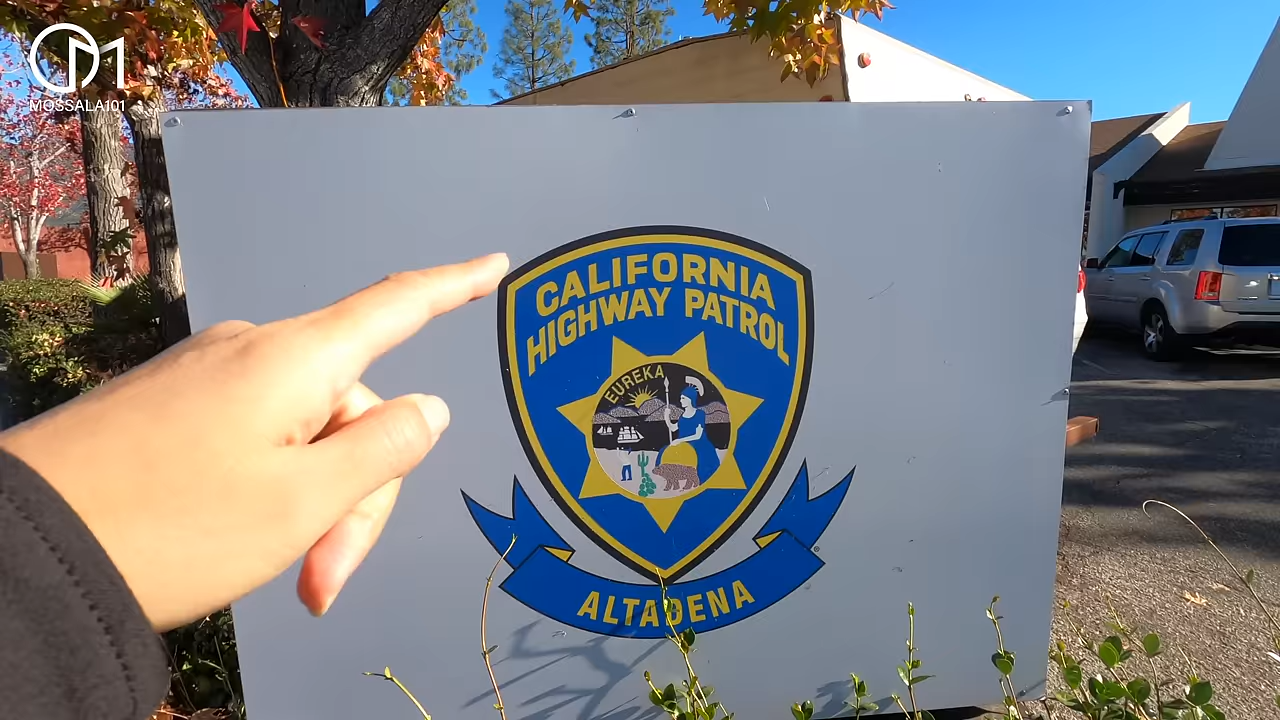 MOSSALA101
CALIFORNIA
HIGHWAY PATROL
EUREKA
ALTADENA